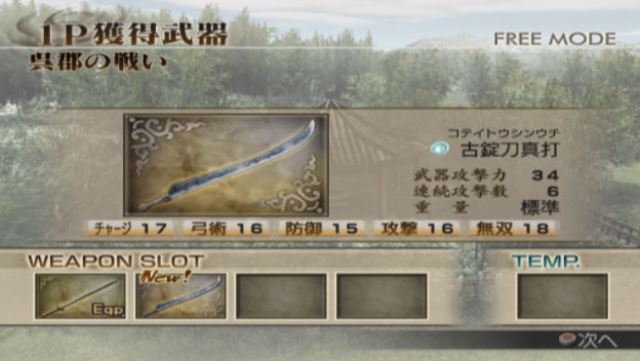 1P獲得武器
呉郡の戦い
FREE MODE
コテイトウシンウチ
古錠刀真打
武器攻撃力 34
連続攻撃数 6
重量 標準
チャージ 17 弓術 16 防御 15 攻撃 16 無双 18
WEAPON SLOT
TEMP.
New!
Eqp
次へ